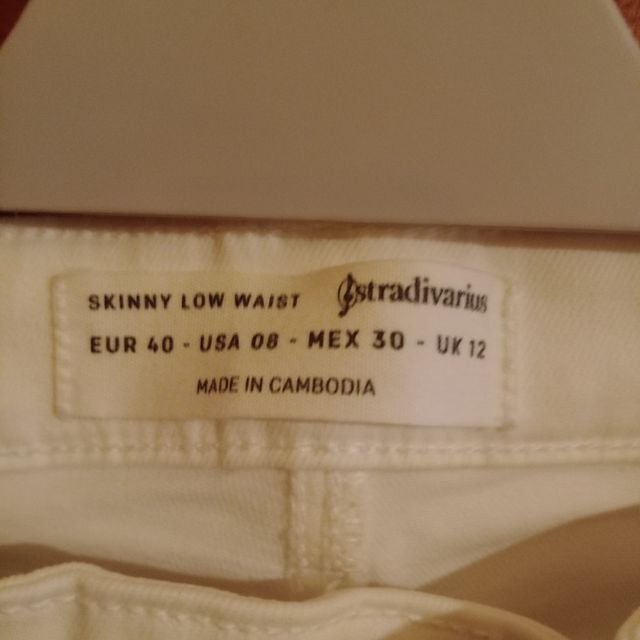 SKINNY LOW WAIST stradivarius
EUR 40 - USA 08 - MEX 30 - UK 12
MADE IN CAMBODIA